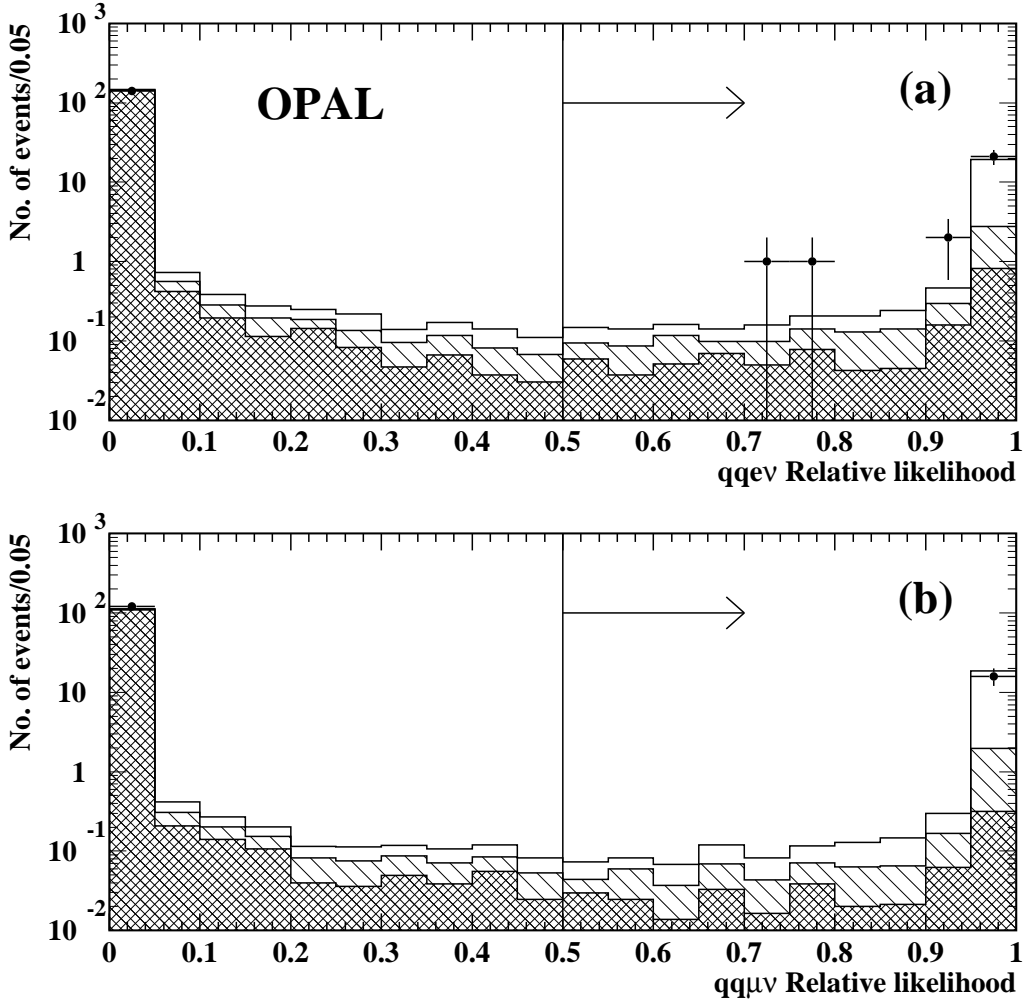 No. of events/0.05
10 3
10 2
10
1
10 -1
10 -2
OPAL
(a)
0 0.1 0.2 0.3 0.4 0.5 0.6 0.7 0.8 0.9 1
qqeν Relative likelihood
No. of events/0.05
10 3
10 2
10
1
10 -1
10 -2
(b)
0 0.1 0.2 0.3 0.4 0.5 0.6 0.7 0.8 0.9 1
qqμν Relative likelihood